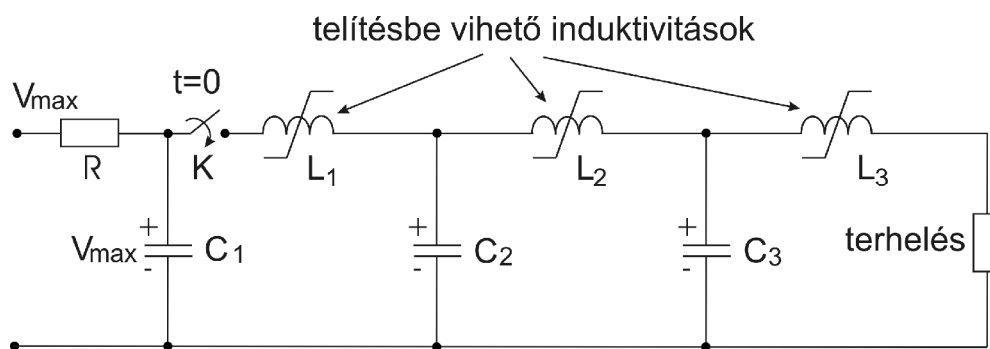 telítésbe vihető induktivitások
t=0
Vmax
R
K
L1
L2
L3
Vmax
+
-
C1
+
-
C2
+
-
C3
terhelés